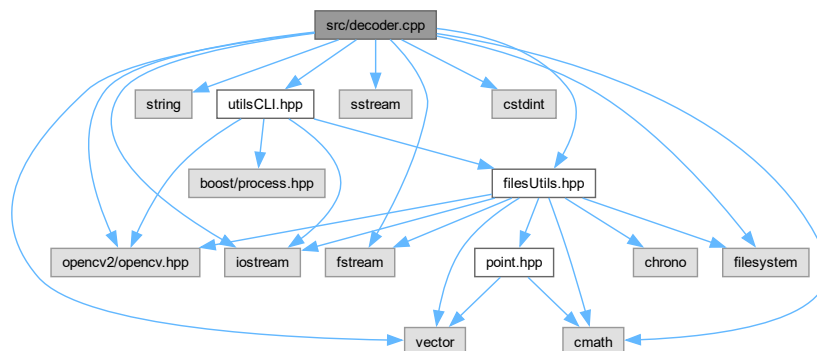 src/decoder.cpp
string
utilsCLI.hpp
sstream
cstdint
boost/process.hpp
filesUtils.hpp
opencv2/opencv.hpp
iostream
fstream
point.hpp
chrono
filesystem
vector
cmath